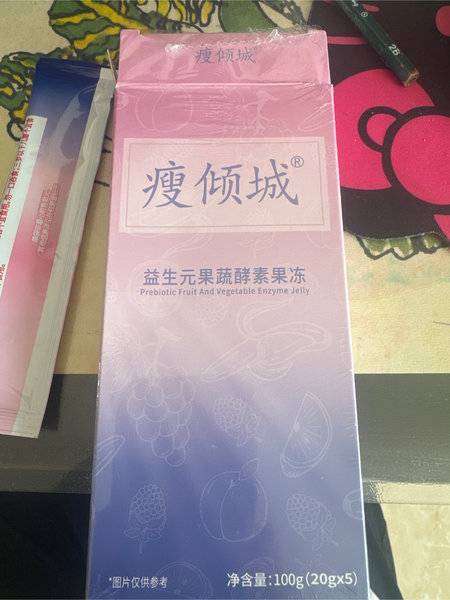 瘦倾城
瘦倾城®
益生元果蔬酵素果冻
Prebiotic Fruit And Vegetable Enzyme Jelly
*图片仅供参考
净含量:100g(20gx5)
2B